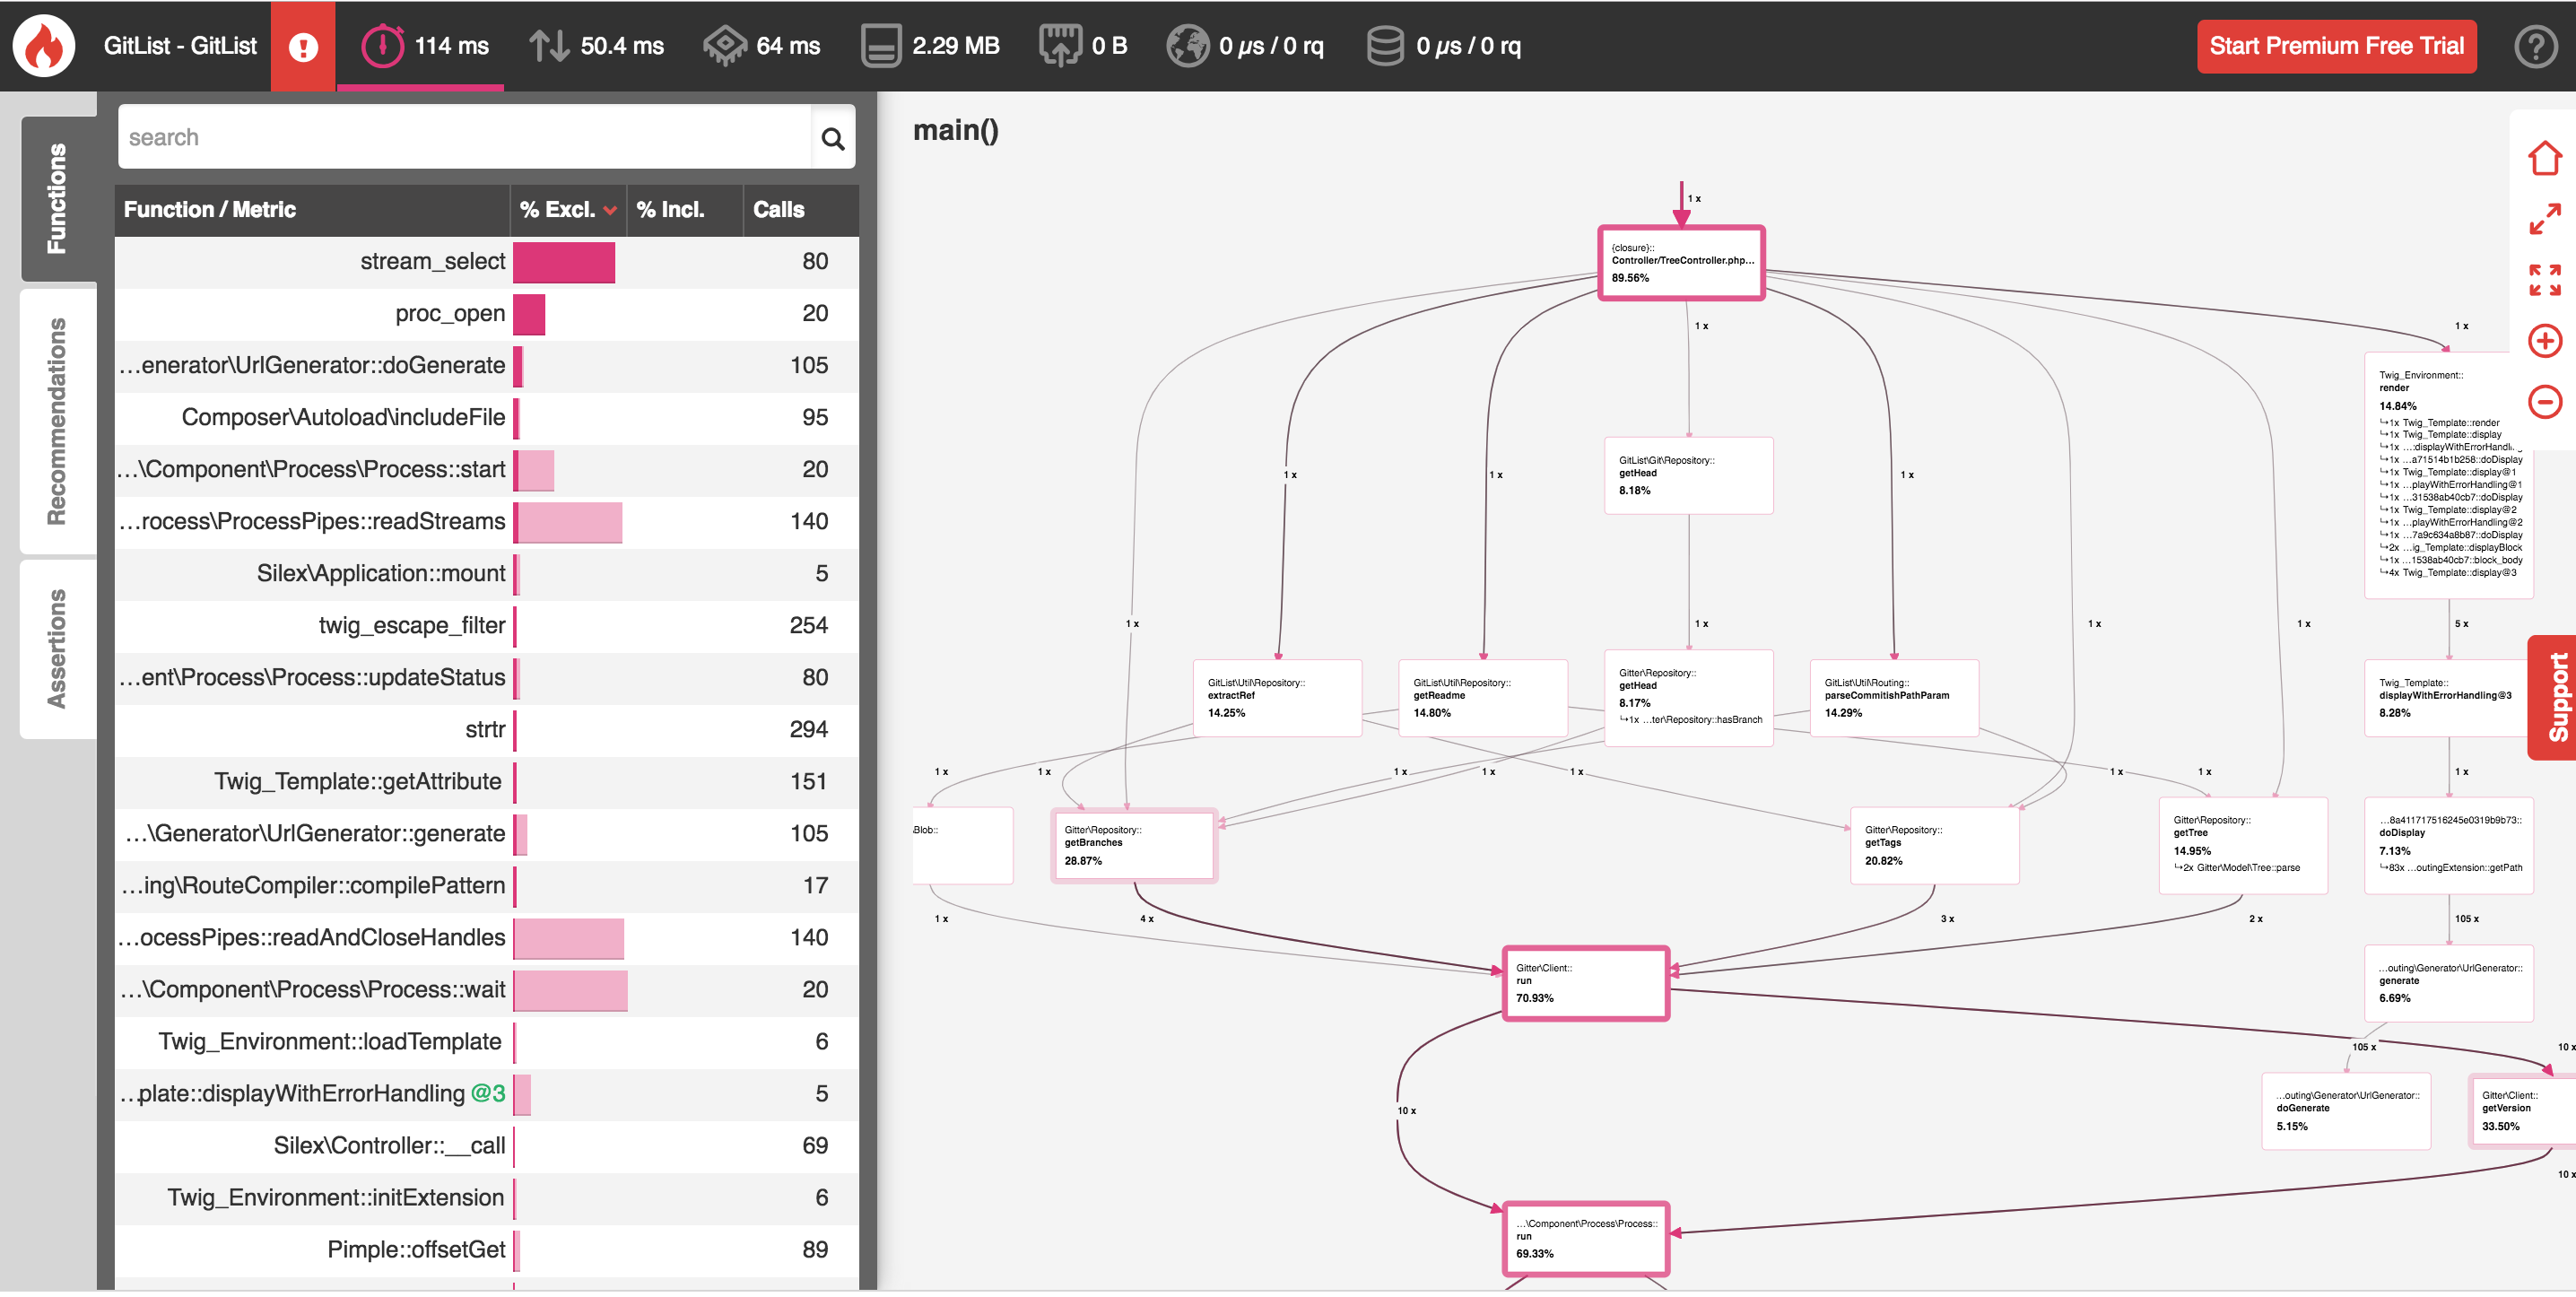 GitList - GitList
114 ms
50.4 ms
64 ms
2.29 MB
0 B
0 µs / 0 rq
0 µs / 0 rq
Start Premium Free Trial
Functions
Recommendations
Assertions
search
Function / Metric % Excl. % Incl. Calls
stream_select 80
proc_open 20
...enerator\UrlGenerator::doGenerate 105
Composer\Autoload\includeFile 95
...\Component\Process\Process::start 20
...rocess\ProcessPipes::readStreams 140
Silex\Application::mount 5
twig_escape_filter 254
...ent\Process\Process::updateStatus 80
strtr 294
Twig_Template::getAttribute 151
...\Generator\UrlGenerator::generate 105
...ing\RouteCompiler::compilePattern 17
...ocessPipes::readAndCloseHandles 140
...\Component\Process\Process::wait 20
Twig_Environment::loadTemplate 6
...plate::displayWithErrorHandling @3 5
Silex\Controller::__call 69
Twig_Environment::initExtension 6
Pimple::offsetGet 89
main()
1 x
{closure}::
Controller/TreeController.php...
89.56%
1 x
1 x
Twig_Environment::
render
14.84%
↪1x Twig_Template::render
↪1x Twig_Template::display
↪1x ...::displayWithErrorHandli
↪1x ...a71514b1b258::doDisplay
↪1x Twig_Template::display@1
↪1x ...playWithErrorHandling@1
↪1x ...31538ab40cb7::doDisplay
↪1x Twig_Template::display@2
↪1x ...playWithErrorHandling@2
↪1x ...7a9c634a8b87::doDisplay
↪2x ...ig_Template::displayBlock
↪1x ...1538ab40cb7::block_body
↪4x Twig_Template::display@3
1 x
1 x
1 x
GitList\Git\Repository::
getHead
8.18%
1 x
1 x
1 x
1 x
5 x
GitList\Util\Repository::
extractRef
14.25%
GitList\Util\Repository::
getReadme
14.80%
Gitter\Repository::
getHead
8.17%
↪1x ...ter\Repository::hasBranch
GitList\Util\Routing::
parseCommitishPathParam
14.29%
Twig_Template::
displayWithErrorHandling@3
8.28%
Support
1 x
1 x
1 x
1 x
1 x
1 x
1 x
1 x
\Blob::
Gitter\Repository::
getBranches
28.87%
Gitter\Repository::
getTags
20.82%
Gitter\Repository::
getTree
14.95%
↪2x Gitter\Model\Tree::parse
...8a411717516245e0319b9b73::
doDisplay
7.13%
↪83x ...outingExtension::getPath
1 x
4 x
3 x
2 x
105 x
Gitter\Client::
run
70.93%
...outing\Generator\UrlGenerator::
generate
6.69%
105 x
10 x
...outing\Generator\UrlGenerator::
doGenerate
5.15%
Gitter\Client::
getVersion
33.50%
10 x
10 x
...\Component\Process\Process::
run
69.33%